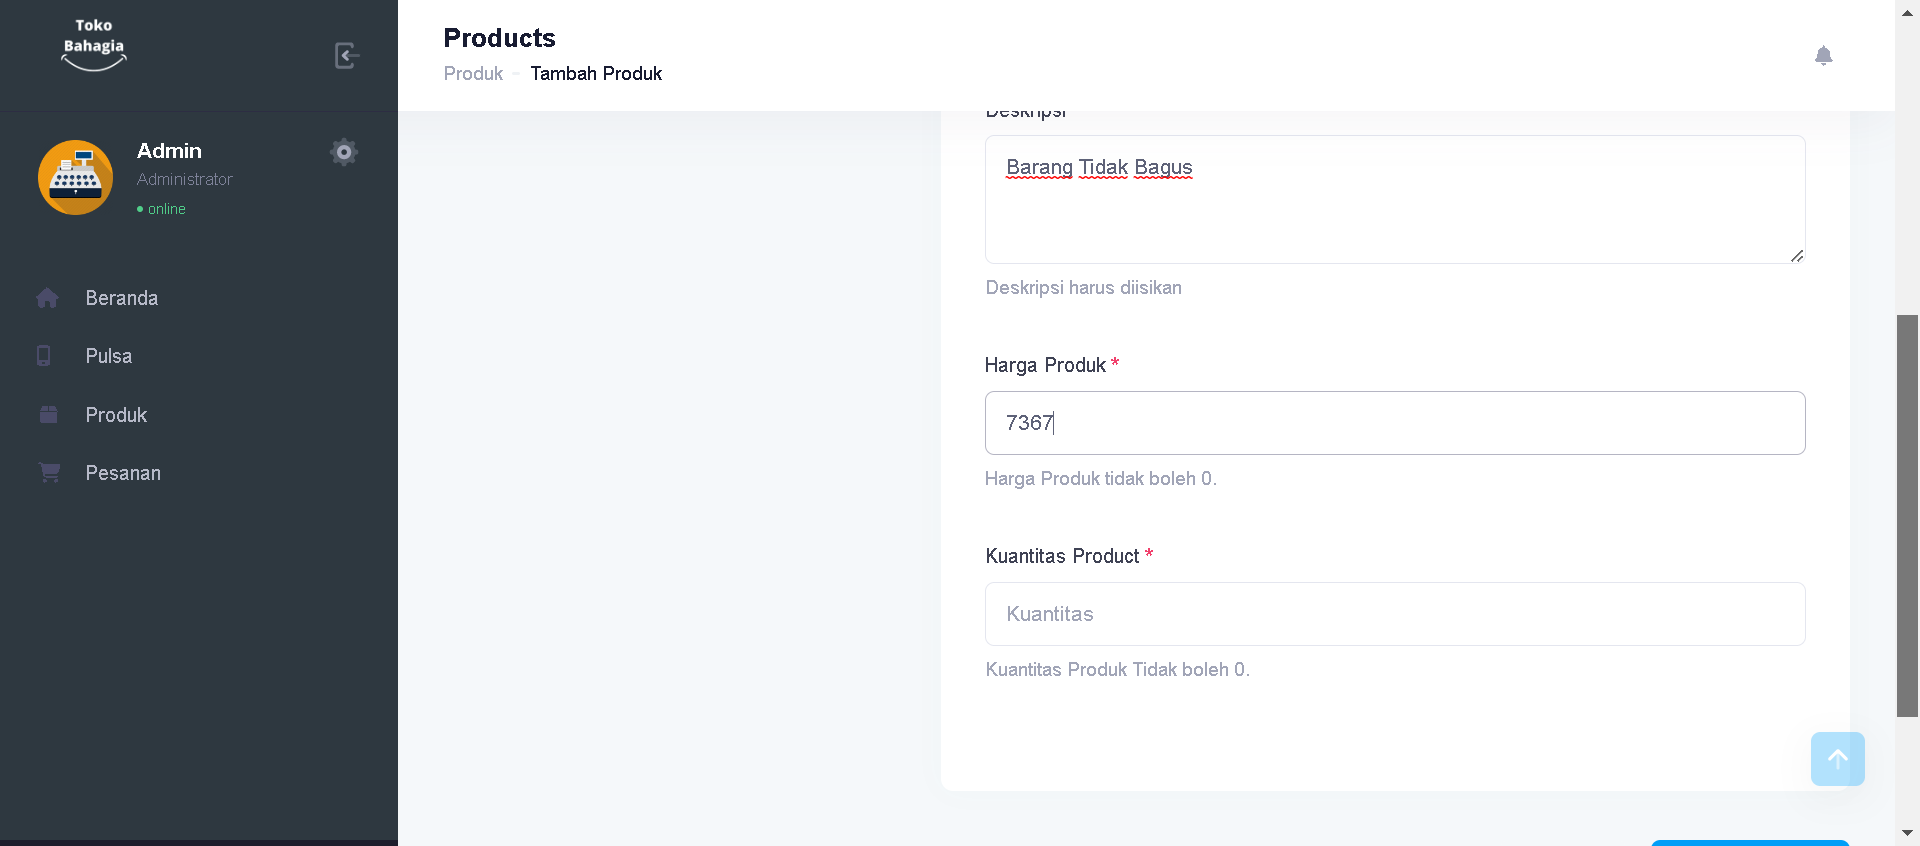 Toko
Bahagia
Admin
Administrator
online
Beranda
Pulsa
Produk
Pesanan
Products
Produk - Tambah Produk
Deskripsi
Barang Tidak Bagus
Deskripsi harus diisikan
Harga Produk *
7367
Harga Produk tidak boleh 0.
Kuantitas Product *
Kuantitas
Kuantitas Produk Tidak boleh 0.